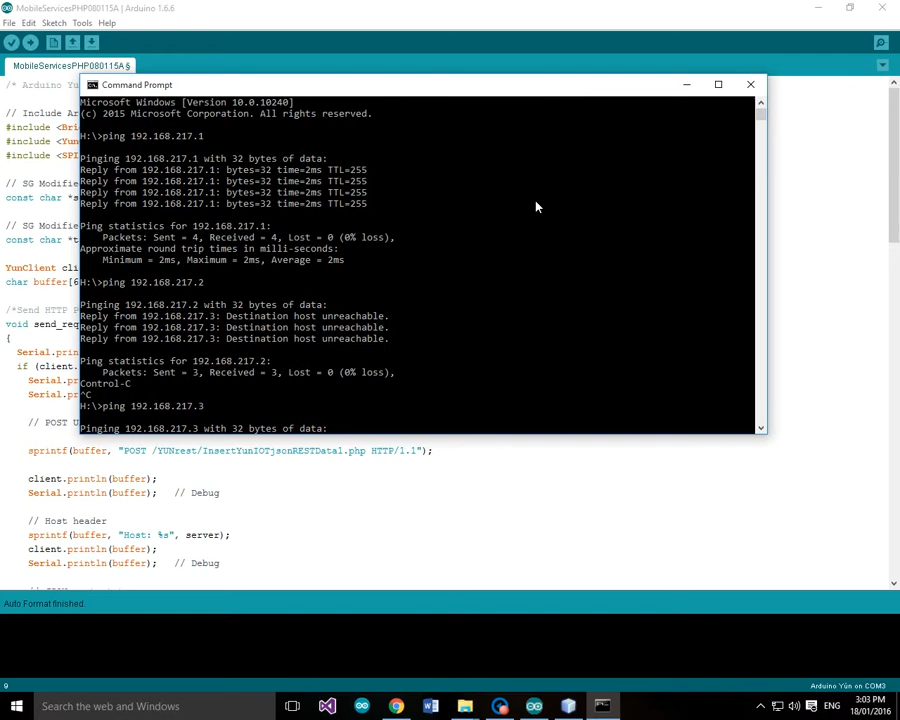 MobileServicesPHP080115A | Arduino 1.6.6
File Edit Sketch Tools Help
MobileServicesPHP080115A §
/* Arduino Yu
// Include Ar
#include <Bri
#include <Yun
#include <SPI
// SG Modifie
const char *s
// SG Modifie
const char *t
YunClient cli
char buffer[6
/*Send HTTP P
void send_req
{
Serial.prin
if (client.
Serial.pr
Serial.pr
// POST U
sprintf(buffer, "POST /YUNrest/InsertYunIOTjsonRESTData1.php HTTP/1.1");
client.println(buffer);
Serial.println(buffer); // Debug
// Host header
sprintf(buffer, "Host: %s", server);
client.println(buffer);
Serial.println(buffer); // Debug
Command Prompt
Microsoft Windows [Version 10.0.10240]
(c) 2015 Microsoft Corporation. All rights reserved.
H:\>ping 192.168.217.1
Pinging 192.168.217.1 with 32 bytes of data:
Reply from 192.168.217.1: bytes=32 time=2ms TTL=255
Reply from 192.168.217.1: bytes=32 time=2ms TTL=255
Reply from 192.168.217.1: bytes=32 time=2ms TTL=255
Reply from 192.168.217.1: bytes=32 time=2ms TTL=255
Ping statistics for 192.168.217.1:
Packets: Sent = 4, Received = 4, Lost = 0 (0% loss),
Approximate round trip times in milli-seconds:
Minimum = 2ms, Maximum = 2ms, Average = 2ms
H:\>ping 192.168.217.2
Pinging 192.168.217.2 with 32 bytes of data:
Reply from 192.168.217.3: Destination host unreachable.
Reply from 192.168.217.3: Destination host unreachable.
Reply from 192.168.217.3: Destination host unreachable.
Ping statistics for 192.168.217.2:
Packets: Sent = 3, Received = 3, Lost = 0 (0% loss),
Control-C
^C
H:\>ping 192.168.217.3
Pinging 192.168.217.3 with 32 bytes of data:
Auto Format finished.
9
Arduino Yún on COM3
Search the web and Windows
ENG
3:03 PM
18/01/2016